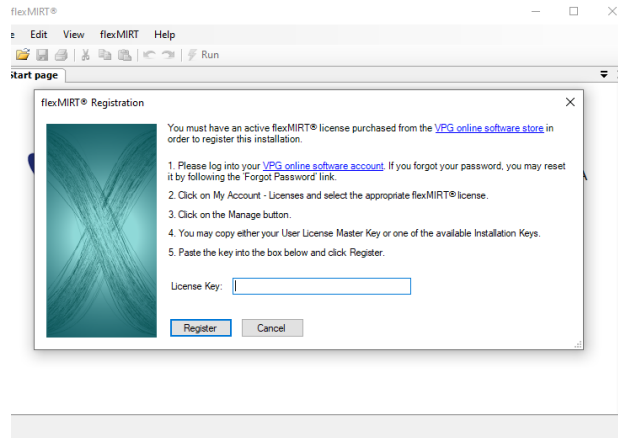 flexMIRT®
e Edit View flexMIRT Help
Run
Start page
flexMIRT® Registration
You must have an active flexMIRT® license purchased from the VPG online software store in
order to register this installation.
1. Please log into your VPG online software account. If you forgot your password, you may reset
it by following the 'Forgot Password' link.
2. Click on My Account - Licenses and select the appropriate flexMIRT® license.
3. Click on the Manage button.
4. You may copy either your User License Master Key or one of the available Installation Keys.
5. Paste the key into the box below and click Register.
License Key:
Register Cancel
A